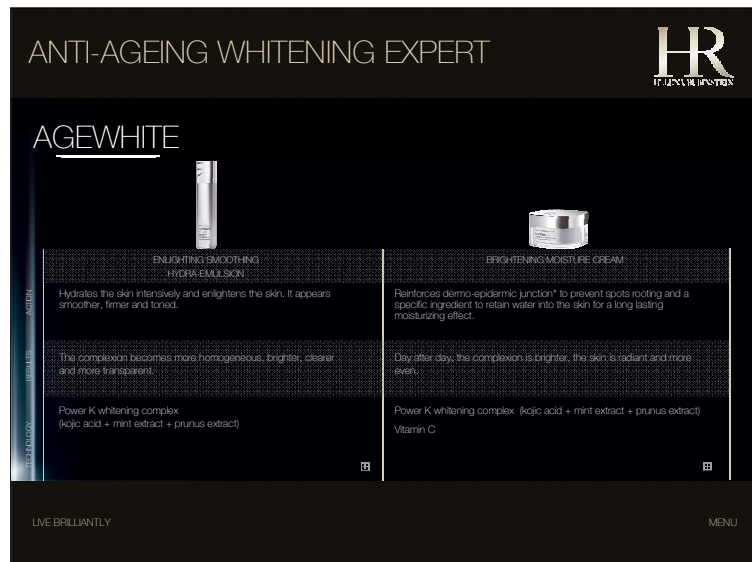 ANTI-AGEING WHITENING EXPERT
HR
HELENA RUBINSTEIN
AGEWHITE
ENLIGHTING SMOOTHING
HYDRA-EMULSION
BRIGHTENING MOISTURE CREAM
ACTION
Hydrates the skin intensively and enlightens the skin. It appears
smoother, firmer and toned.
Reinforces dermo-epidermic junction* to prevent spots rooting and a
specific ingredient to retain water into the skin for a long lasting
moisturizing effect.
RESULTS
The complexion becomes more homogeneous, brighter, clearer
and more transparent.
Day after day, the complexion is brighter, the skin is radiant and more
even.
TECHNOLOGY
Power K whitening complex
(kojic acid + mint extract + prunus extract)
Power K whitening complex (kojic acid + mint extract + prunus extract)
Vitamin C
LIVE BRILLIANTLY
MENU